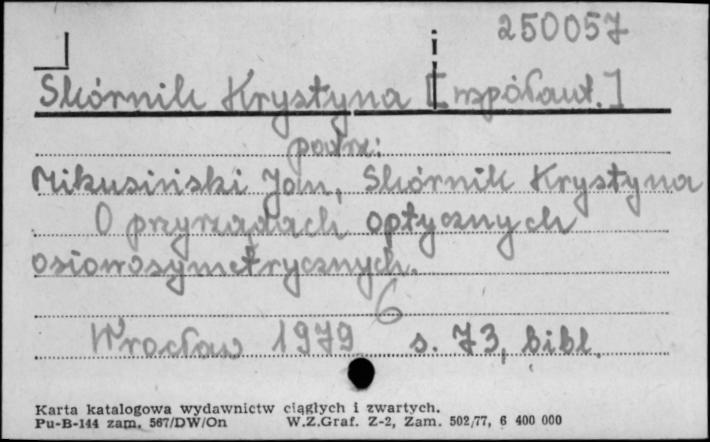 250057
Skórnik Krystyna [współaut.]
podrz:
Mikusiński Jan, Skórnik Krystyna
O przyrządach optycznych
osiowosymetrycznych.
6
Wrocław 1979 s. 73, bibl.
Karta katalogowa wydawnictw ciągłych i zwartych.
Pu-B-144 zam. 567/DW/On W.Z.Graf. Z-2, Zam. 502/77, 6 400 000